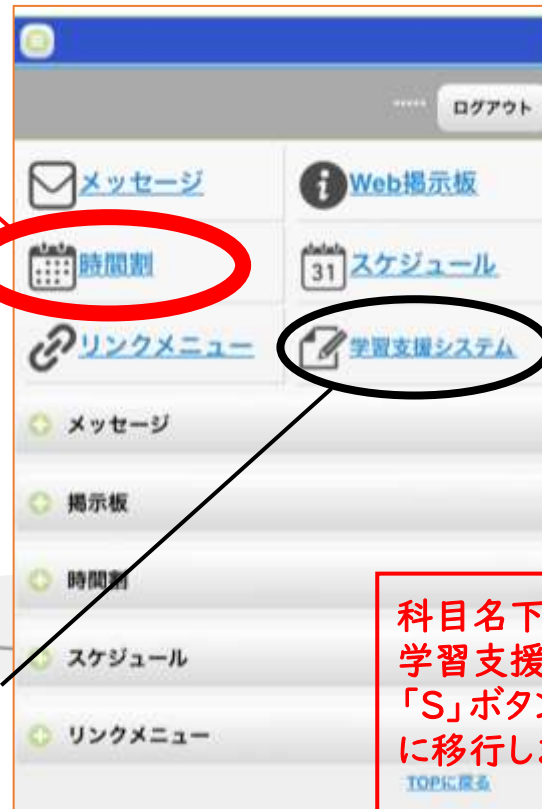 ログアウト
メッセージ
Web掲示板
時間割
31
スケジュール
リンクメニュー
学習支援システム
メッセージ
掲示板
時間割
スケジュール
リンクメニュー
科目名下
学習支援
「S」ボタン
に移行しま
TOPに戻る